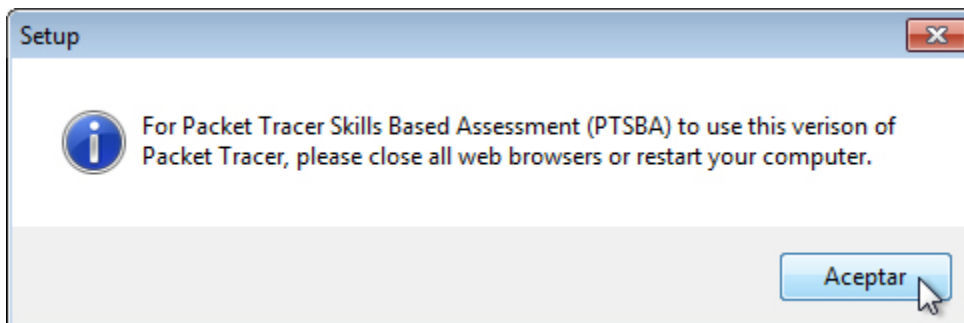 Setup
For Packet Tracer Skills Based Assessment (PTSBA) to use this verison of
Packet Tracer, please close all web browsers or restart your computer.
Aceptar